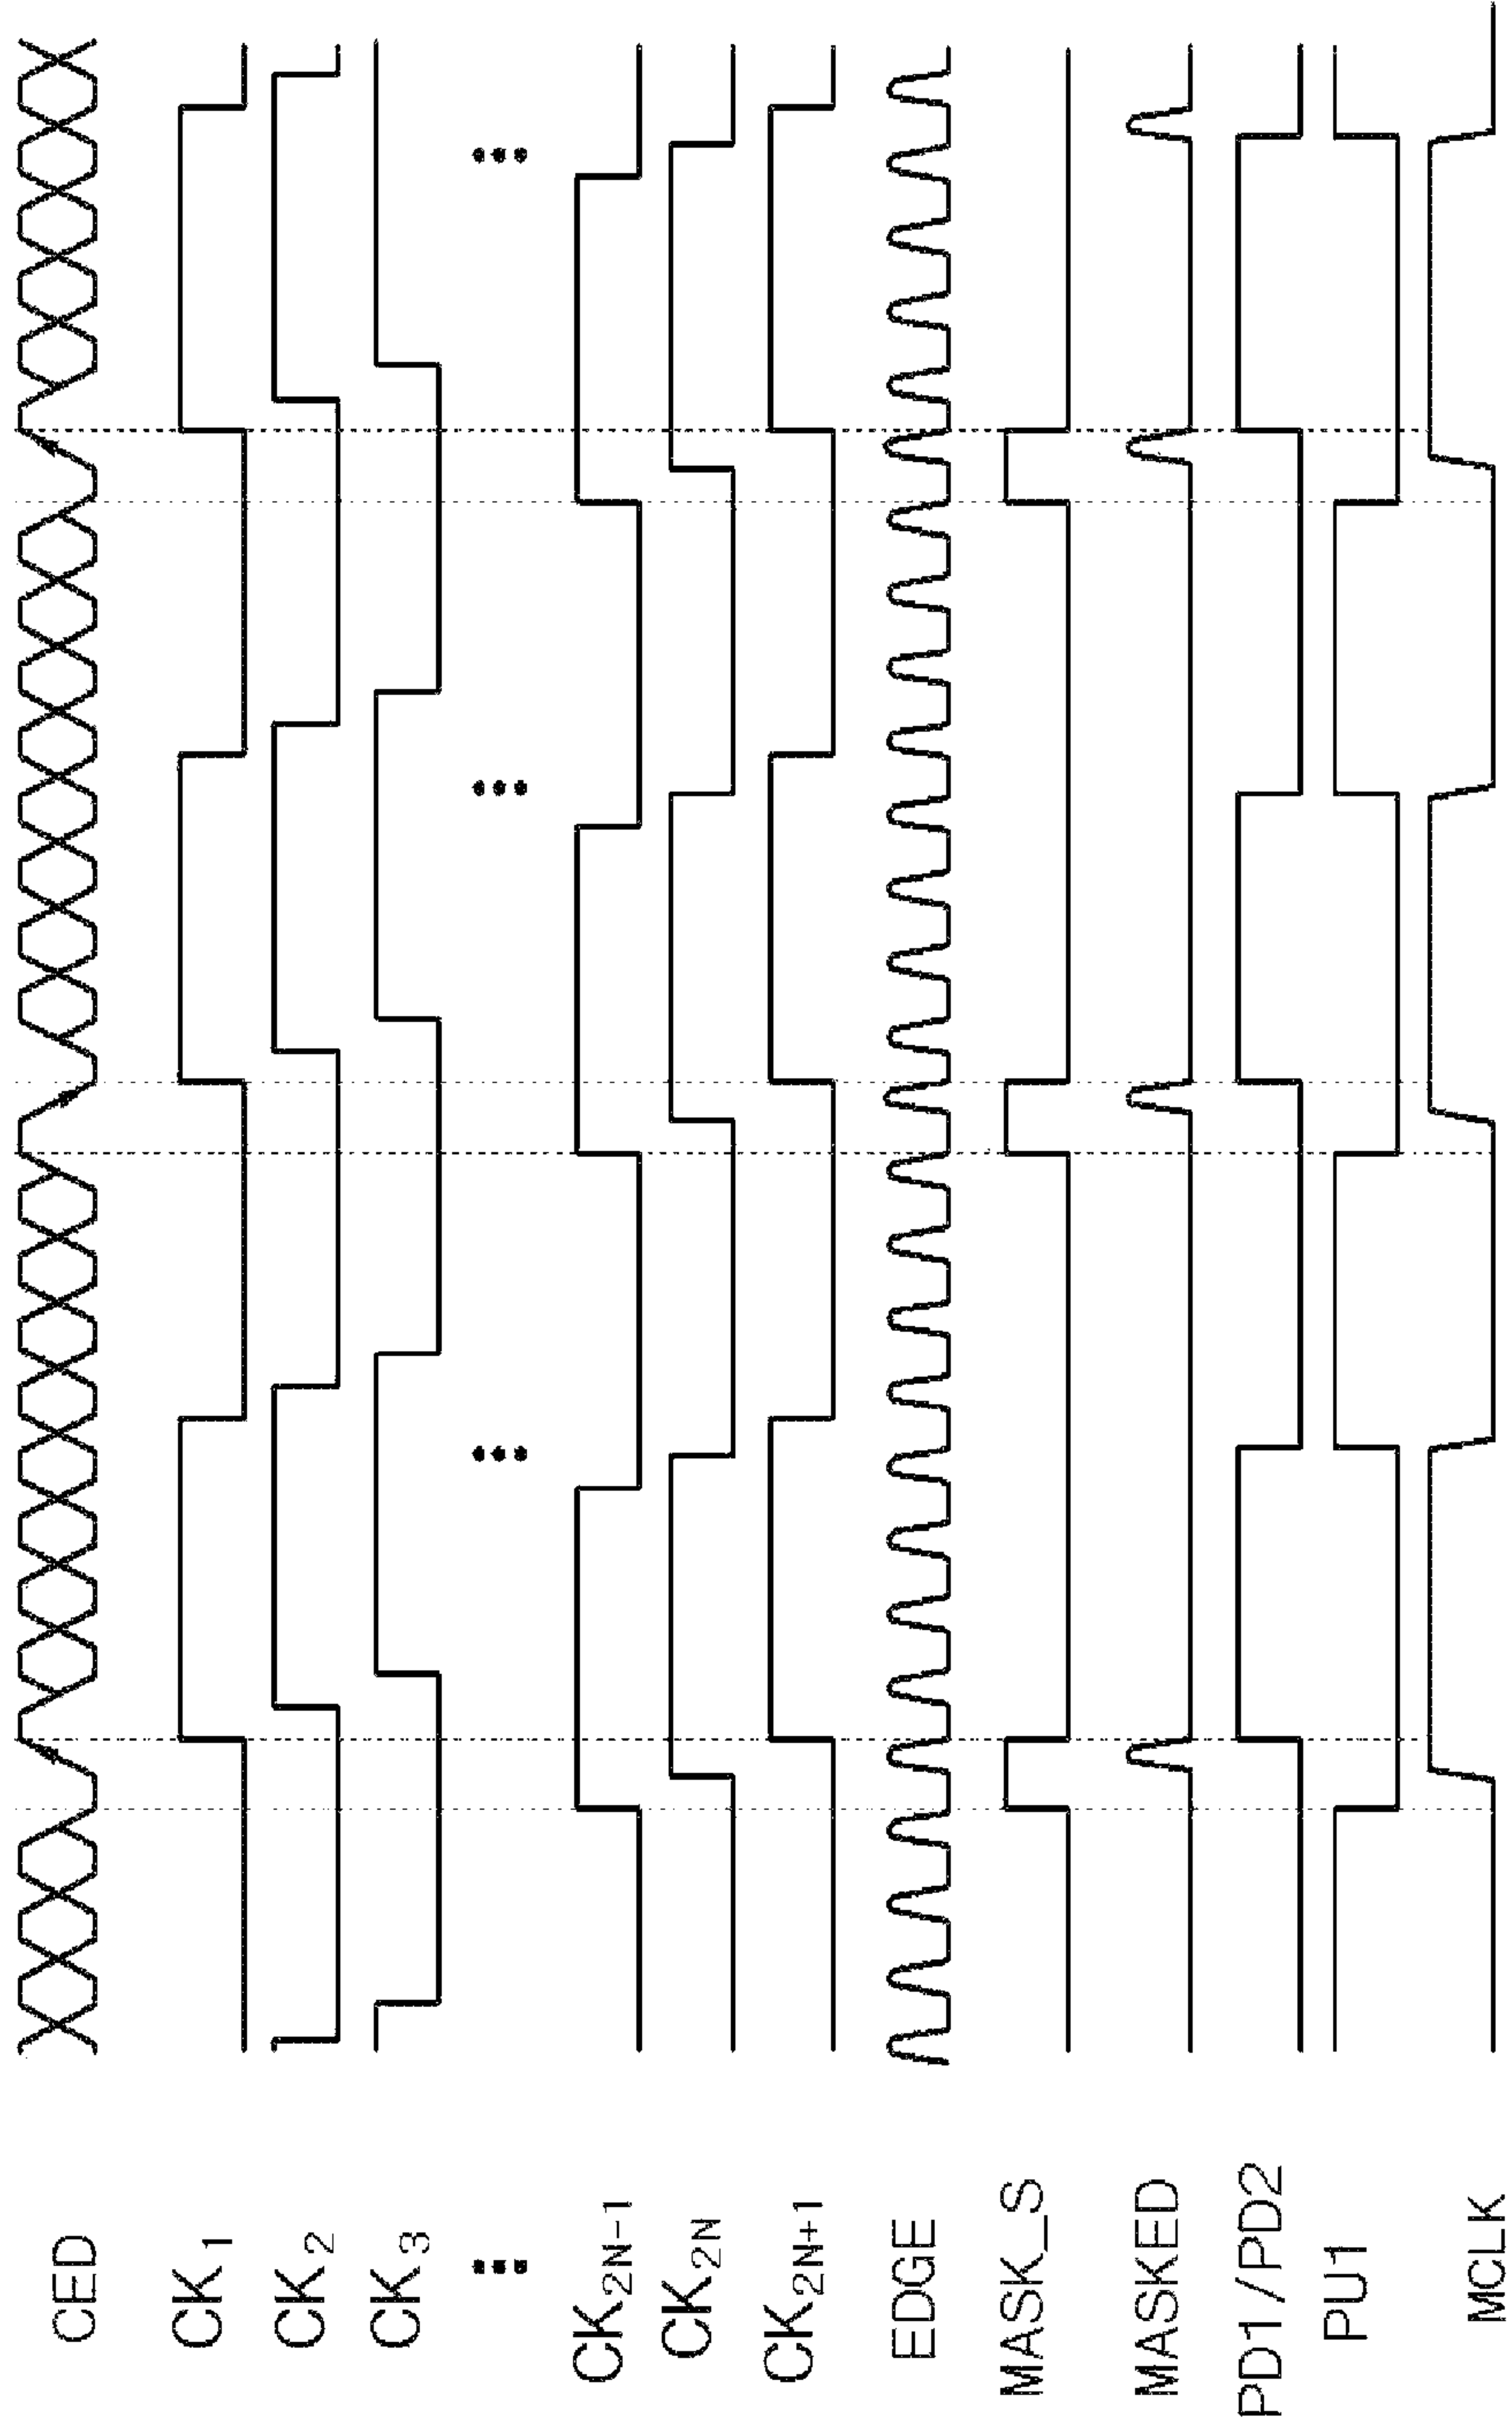 CED
CK₁
CK₂
CK₃
CK₂N₋₁
CK₂N
CK₂N₊₁
EDGE
MASK_S
MASKED
PD1/PD2
PU1
MCLK